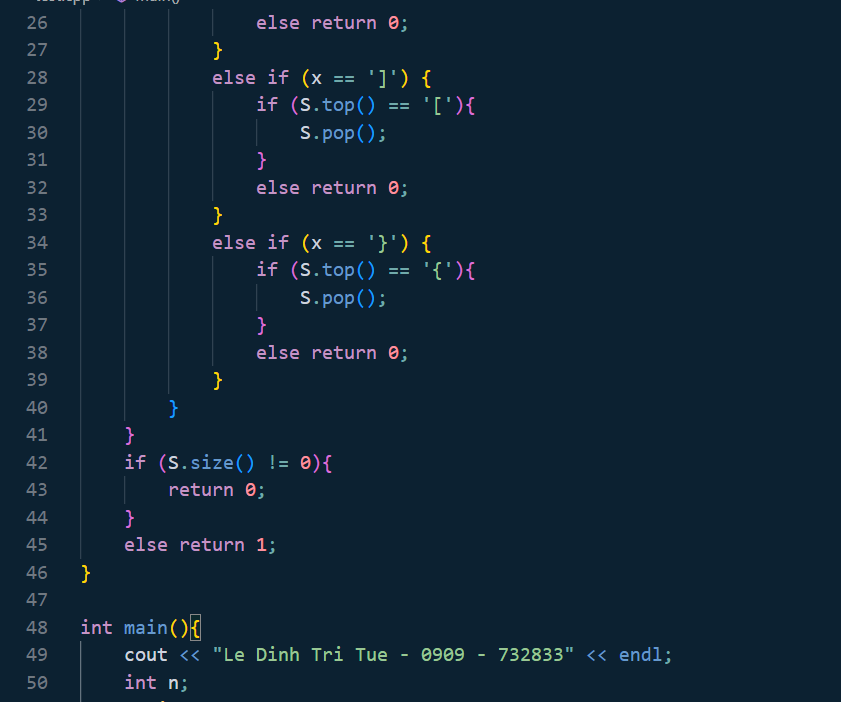 26 else return 0;
27 }
28 else if (x == ']') {
29 if (S.top() == '['){
30 S.pop();
31 }
32 else return 0;
33 }
34 else if (x == '}') {
35 if (S.top() == '{'){
36 S.pop();
37 }
38 else return 0;
39 }
40 }
41 }
42 if (S.size() != 0){
43 return 0;
44 }
45 else return 1;
46 }
47
48 int main(){
49 cout << "Le Dinh Tri Tue - 0909 - 732833" << endl;
50 int n;